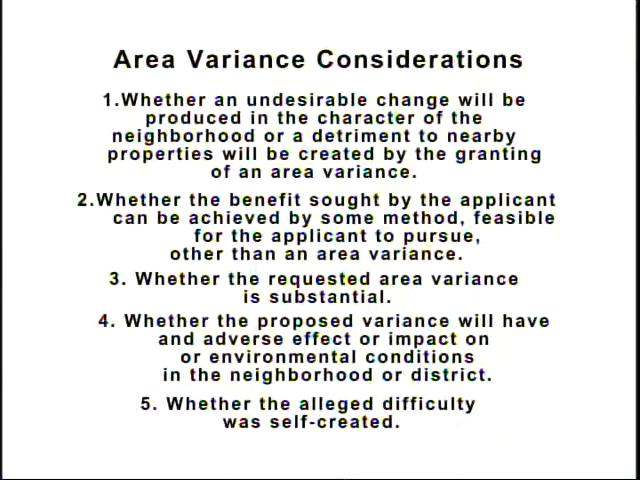 Area Variance Considerations
1.Whether an undesirable change will be
produced in the character of the
neighborhood or a detriment to nearby
properties will be created by the granting
of an area variance.
2.Whether the benefit sought by the applicant
can be achieved by some method, feasible
for the applicant to pursue,
other than an area variance.
3. Whether the requested area variance
is substantial.
4. Whether the proposed variance will have
and adverse effect or impact on
or environmental conditions
in the neighborhood or district.
5. Whether the alleged difficulty
was self-created.